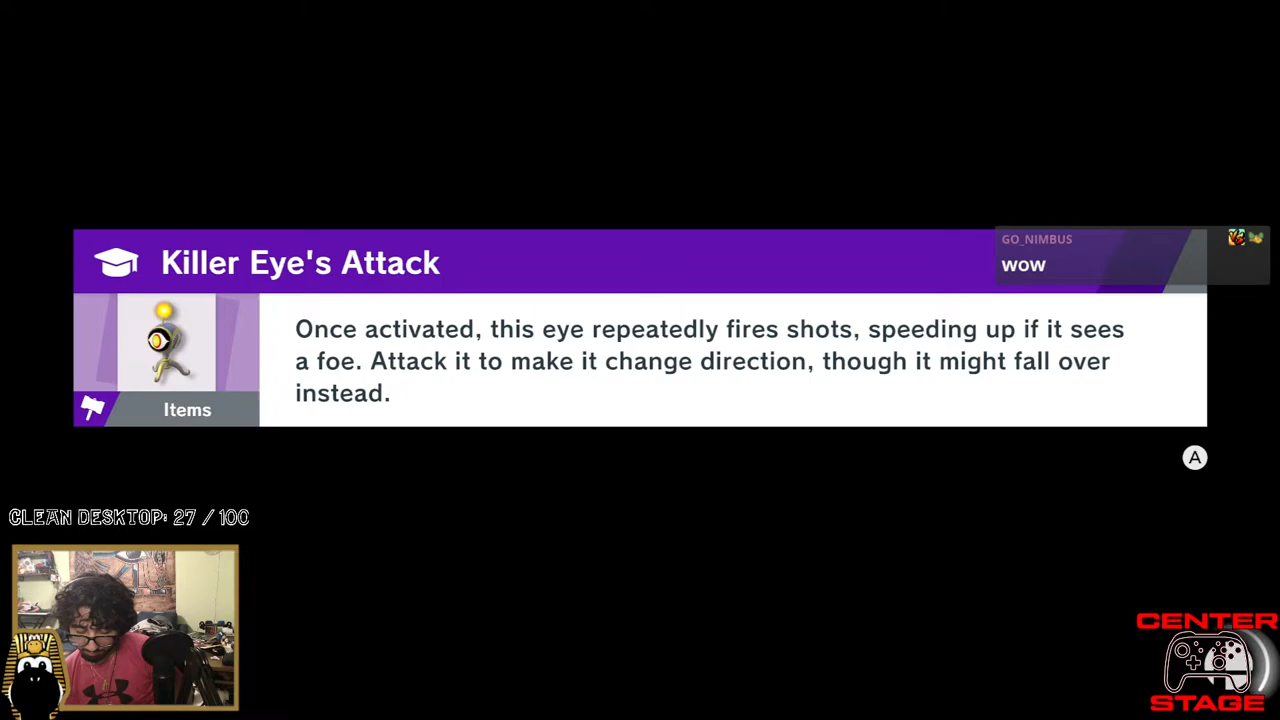 Killer Eye's Attack
GO_NIMBUS
wow
Once activated, this eye repeatedly fires shots, speeding up if it sees
a foe. Attack it to make it change direction, though it might fall over
instead.
Items
A
CLEAN DESKTOP: 27 / 100
CENTER
STAGE